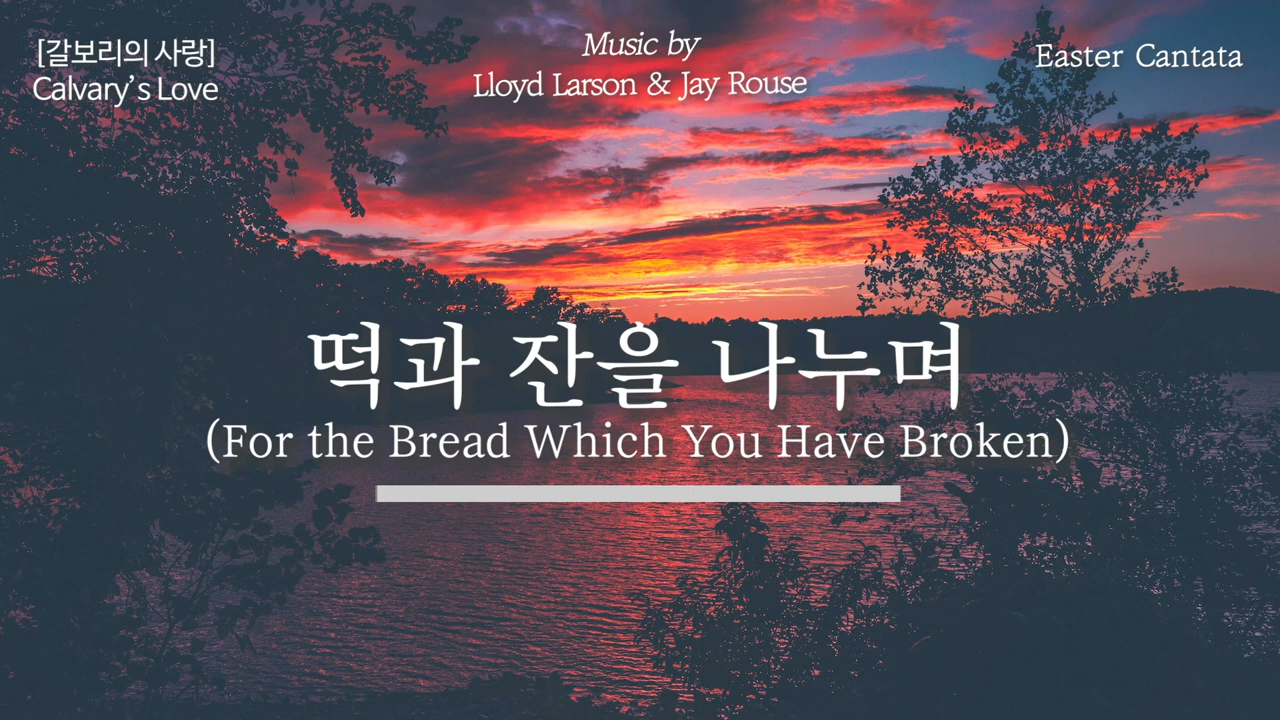 [갈보리의 사랑]
Calvary's Love
Music by
Lloyd Larson & Jay Rouse
Easter Cantata
떡과 잔을 나누며
(For the Bread Which You Have Broken)